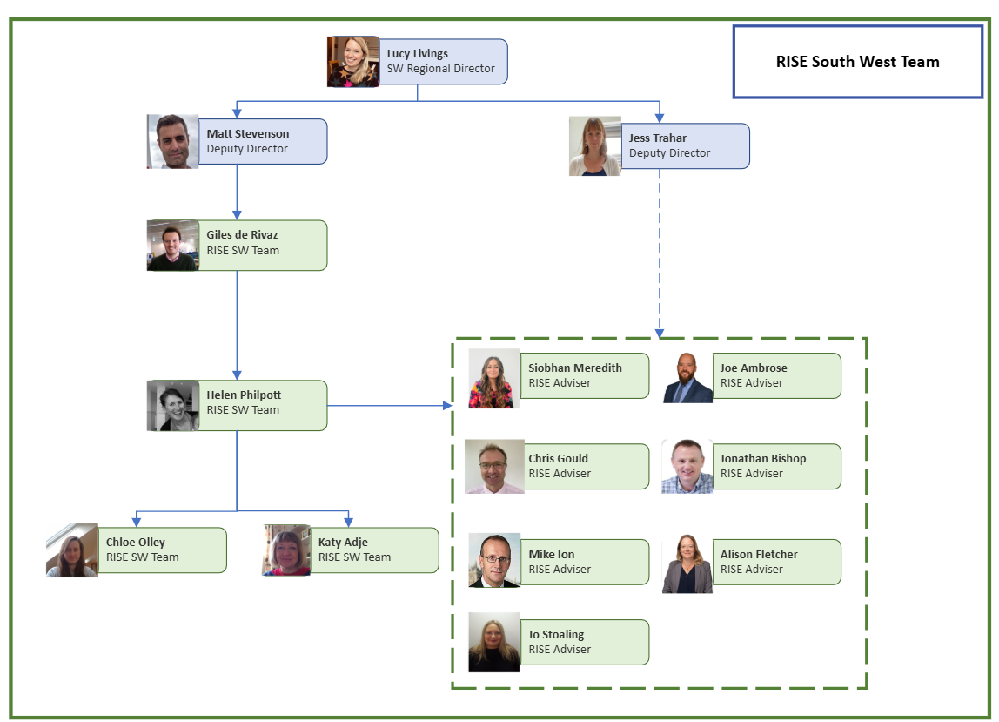 RISE South West Team
Lucy Livings
SW Regional Director
Matt Stevenson
Deputy Director
Jess Trahar
Deputy Director
Giles de Rivaz
RISE SW Team
Helen Philpott
RISE SW Team
Chloe Olley
RISE SW Team
Katy Adje
RISE SW Team
Siobhan Meredith
RISE Adviser
Joe Ambrose
RISE Adviser
Chris Gould
RISE Adviser
Jonathan Bishop
RISE Adviser
Mike Ion
RISE Adviser
Alison Fletcher
RISE Adviser
Jo Stoaling
RISE Adviser